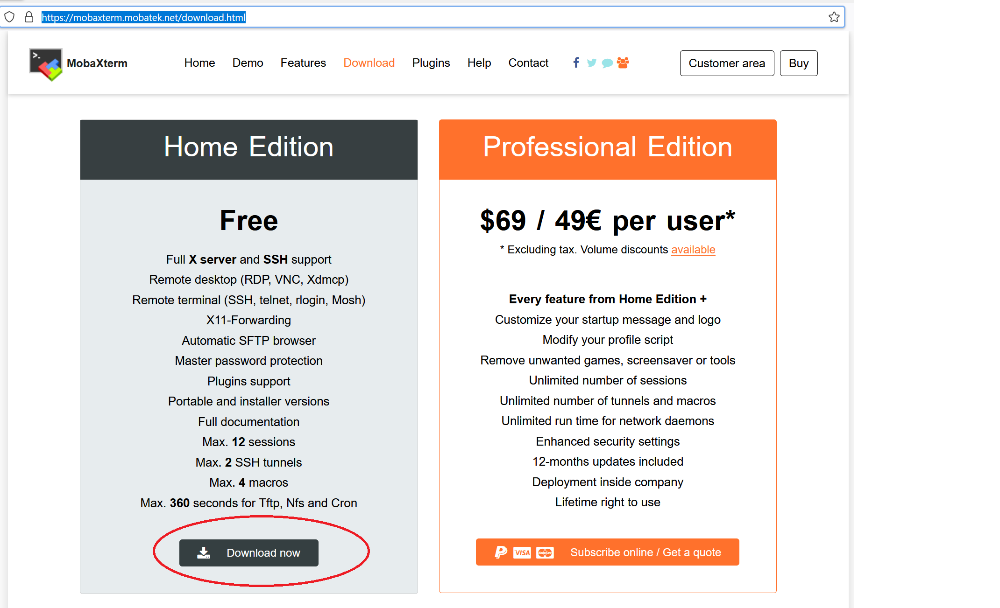 https://mobaxterm.mobatek.net/download.html
MobaXterm
Home Demo Features Download Plugins Help Contact
Customer area Buy
Home Edition
Free
Full X server and SSH support
Remote desktop (RDP, VNC, Xdmcp)
Remote terminal (SSH, telnet, rlogin, Mosh)
X11-Forwarding
Automatic SFTP browser
Master password protection
Plugins support
Portable and installer versions
Full documentation
Max. 12 sessions
Max. 2 SSH tunnels
Max. 4 macros
Max. 360 seconds for Tftp, Nfs and Cron
Download now
Professional Edition
$69 / 49€ per user*
* Excluding tax. Volume discounts available
Every feature from Home Edition +
Customize your startup message and logo
Modify your profile script
Remove unwanted games, screensaver or tools
Unlimited number of sessions
Unlimited number of tunnels and macros
Unlimited run time for network daemons
Enhanced security settings
12-months updates included
Deployment inside company
Lifetime right to use
VISA MasterCard Subscribe online / Get a quote